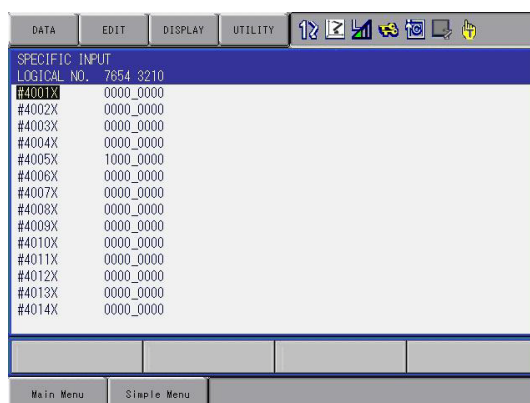 DATA EDIT DISPLAY UTILITY
SPECIFIC INPUT
LOGICAL NO. 7654 3210
#4001X 0000_0000
#4002X 0000_0000
#4003X 0000_0000
#4004X 0000_0000
#4005X 1000_0000
#4006X 0000_0000
#4007X 0000_0000
#4008X 0000_0000
#4009X 0000_0000
#4010X 0000_0000
#4011X 0000_0000
#4012X 0000_0000
#4013X 0000_0000
#4014X 0000_0000
Main Menu Simple Menu